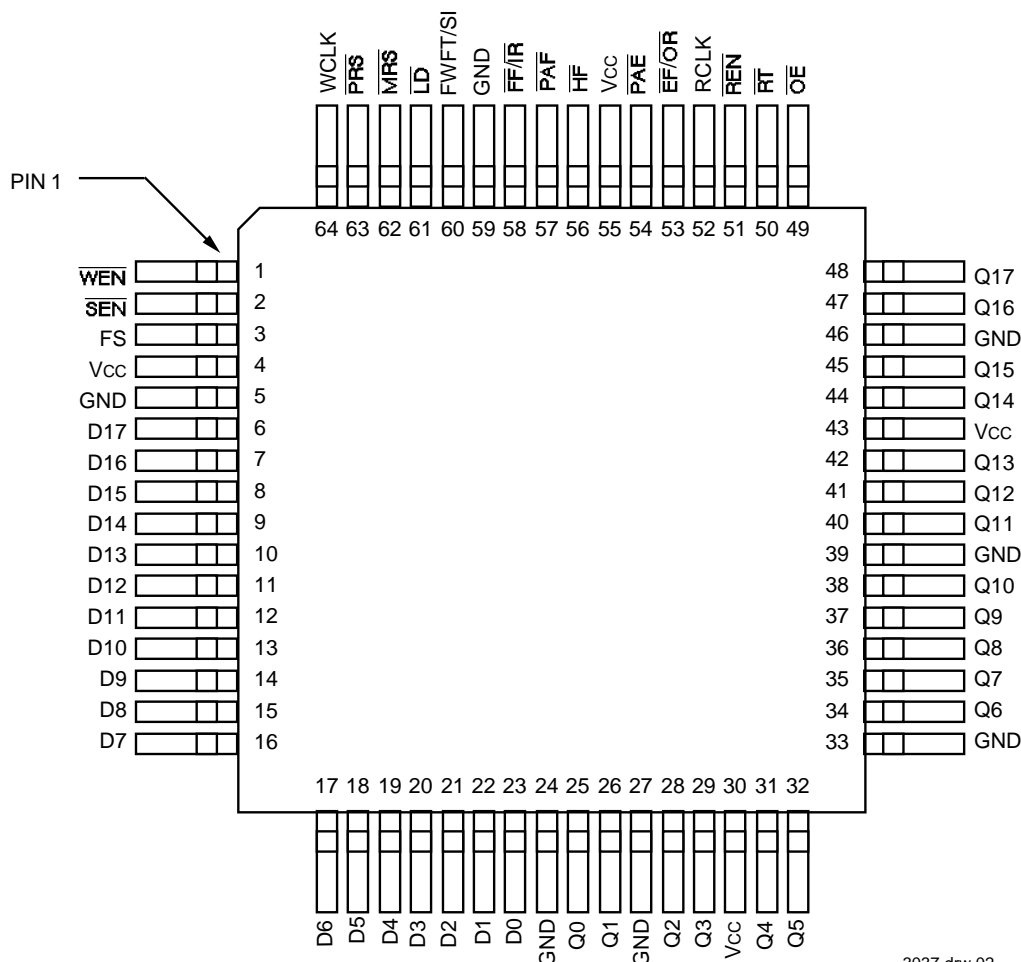 WCLK
PRS
MRS
LD
FWFT/SI
GND
FF/IR
PAF
HF
VCC
PAE
EF/OR
RCLK
REN
RT
OE
PIN 1
64 63 62 61 60 59 58 57 56 55 54 53 52 51 50 49
WEN 1
SEN 2
FS 3
VCC 4
GND 5
D17 6
D16 7
D15 8
D14 9
D13 10
D12 11
D11 12
D10 13
D9 14
D8 15
D7 16
48 Q17
47 Q16
46 GND
45 Q15
44 Q14
43 VCC
42 Q13
41 Q12
40 Q11
39 GND
38 Q10
37 Q9
36 Q8
35 Q7
34 Q6
33 GND
17 18 19 20 21 22 23 24 25 26 27 28 29 30 31 32
D6
D5
D4
D3
D2
D1
D0
GND
Q0
Q1
GND
Q2
Q3
VCC
Q4
Q5